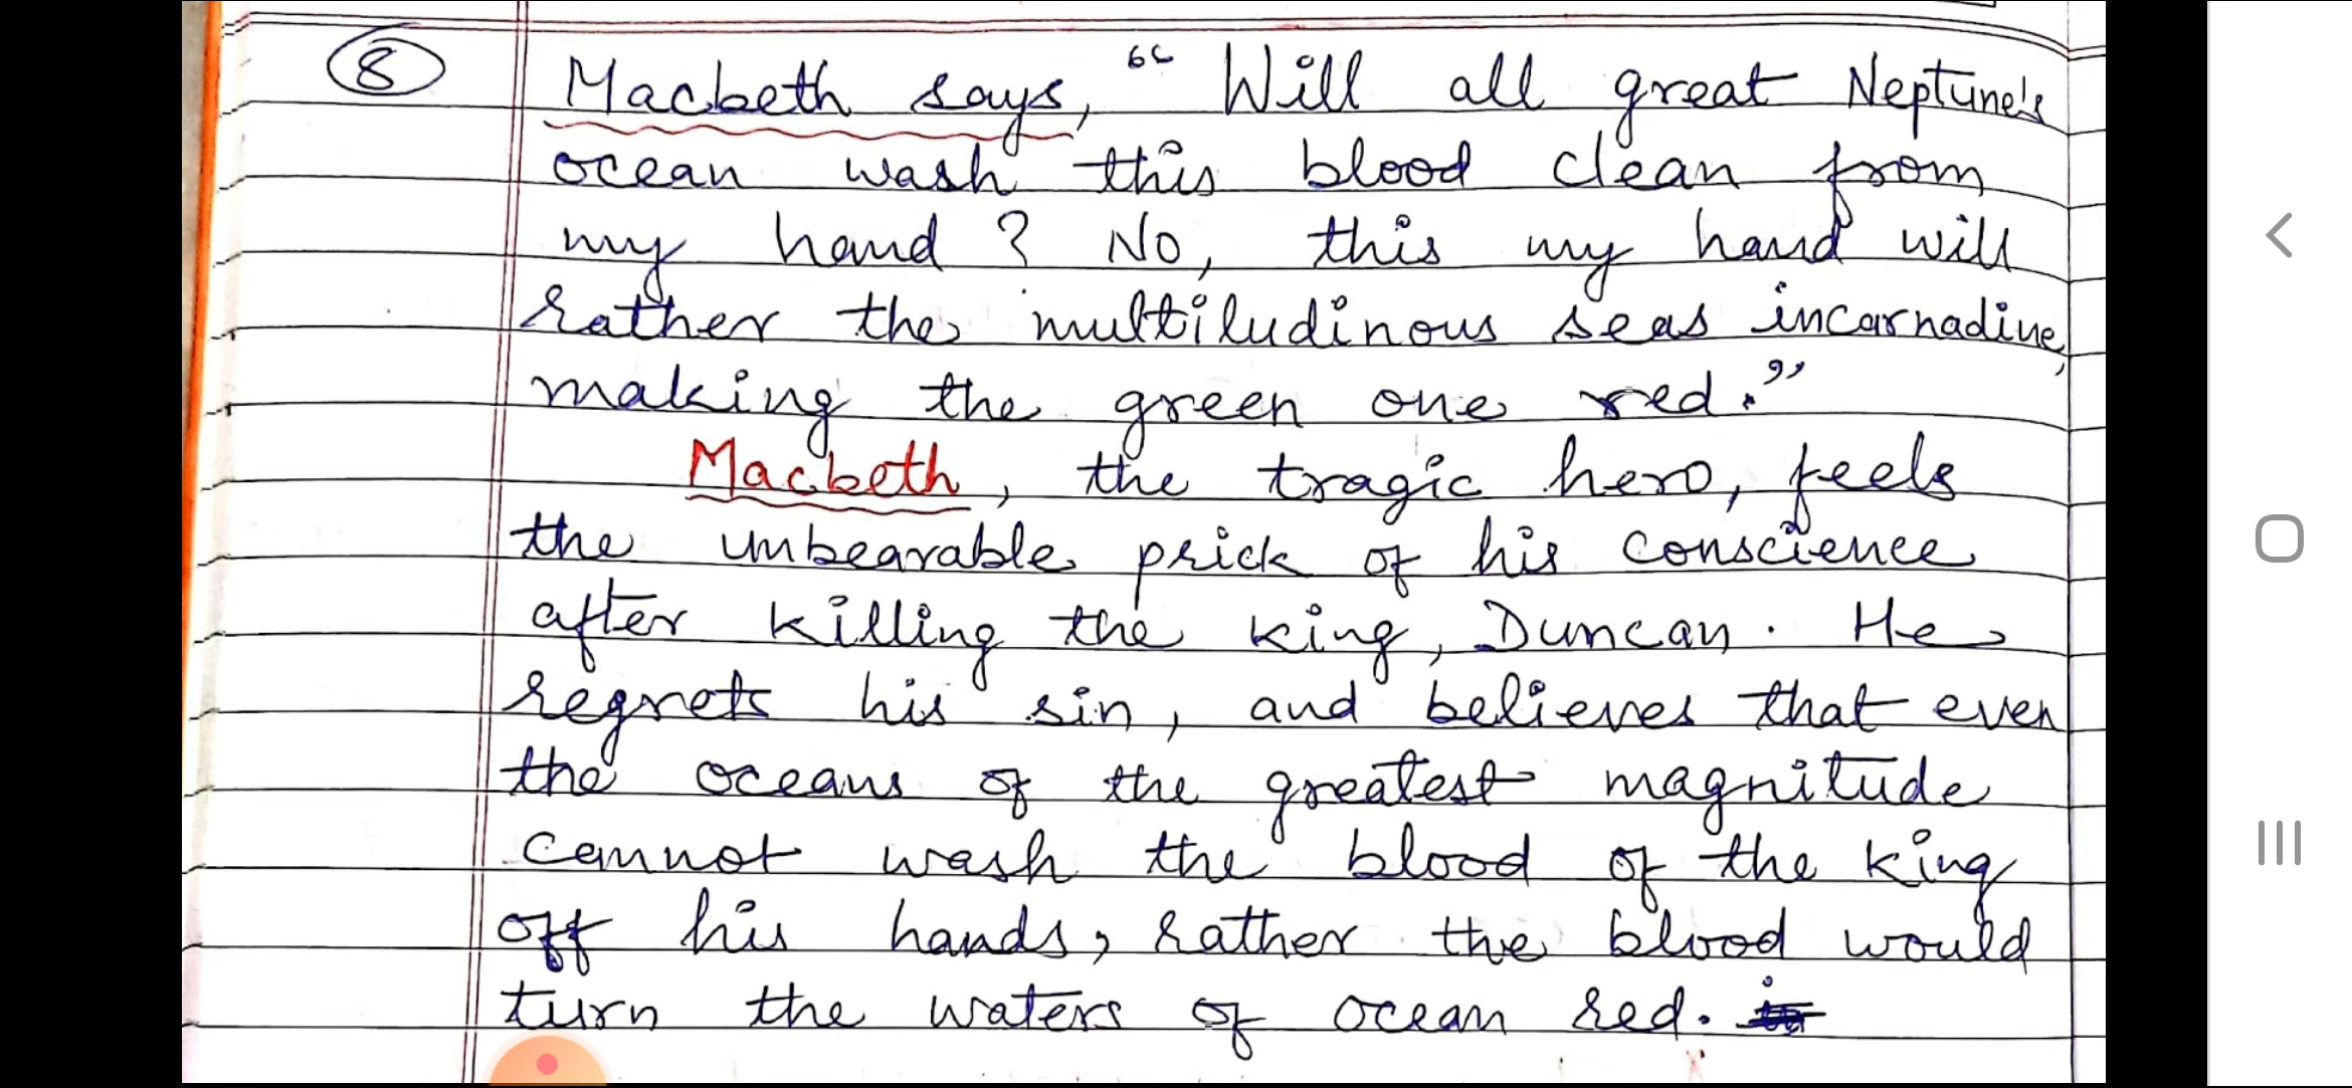 8
Macbeth says, "Will all great Neptune's
ocean wash this blood clean from
my hand? No, this my hand will
rather the multiludinous seas incarnadine,
making the green one red."
Macbeth, the tragic hero, feels
the unbearable prick of his conscience
after killing the king, Duncan. He
regrets his sin, and believes that even
the oceans of the greatest magnitude
cannot wash the blood of the king
off his hands, rather the blood would
turn the waters of ocean red.